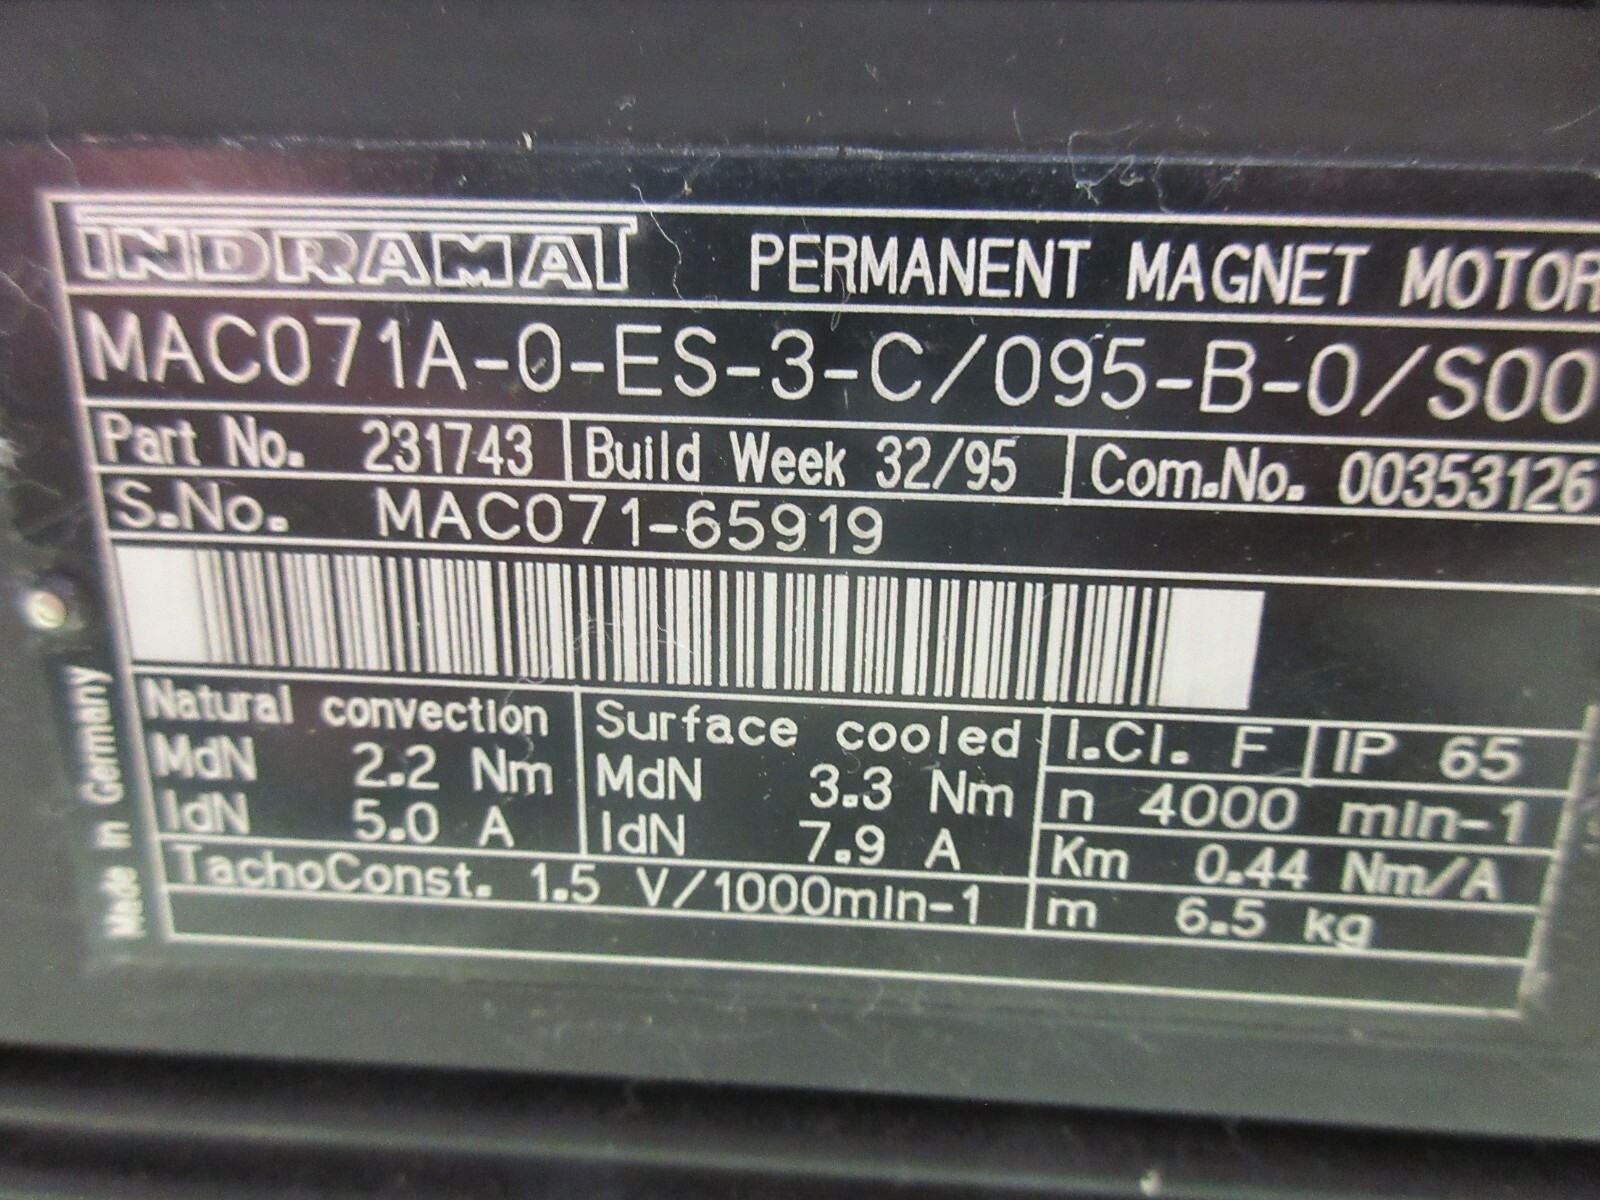 INDRAMAT PERMANENT MAGNET MOTOR
MAC071A-0-ES-3-C/095-B-0/S00
Part No. 231743 Build Week 32/95 Com.No. 00353126
S.No. MAC071-65919
Natural convection Surface cooled I.Cl. F IP 65
MdN 2.2 Nm MdN 3.3 Nm n 4000 min-1
IdN 5.0 A IdN 7.9 A Km 0.44 Nm/A
TachoConst. 1.5 V/1000min-1 m 6.5 kg
Made in Germany